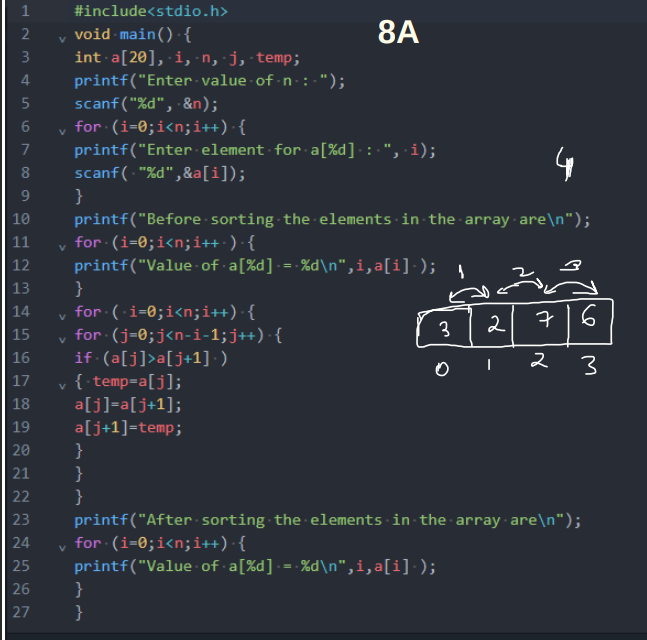 8A
1 #include<stdio.h>
2 void main() {
3 int a[20], i, n, j, temp;
4 printf("Enter value of n : ");
5 scanf("%d", &n);
6 for (i=0;i<n;i++) {
7 printf("Enter element for a[%d] : ", i);
8 scanf( "%d",&a[i]);
9 }
10 printf("Before sorting the elements in the array are\n");
11 for (i=0;i<n;i++ ) {
12 printf("Value of a[%d] = %d\n",i,a[i] );
13 }
14 for ( i=0;i<n;i++) {
15 for (j=0;j<n-i-1;j++) {
16 if (a[j]>a[j+1] )
17 { temp=a[j];
18 a[j]=a[j+1];
19 a[j+1]=temp;
20 }
21 }
22 }
23 printf("After sorting the elements in the array are\n");
24 for (i=0;i<n;i++) {
25 printf("Value of a[%d] = %d\n",i,a[i] );
26 }
27 }
4
1 2 3
3 2 7 6
0 1 2 3